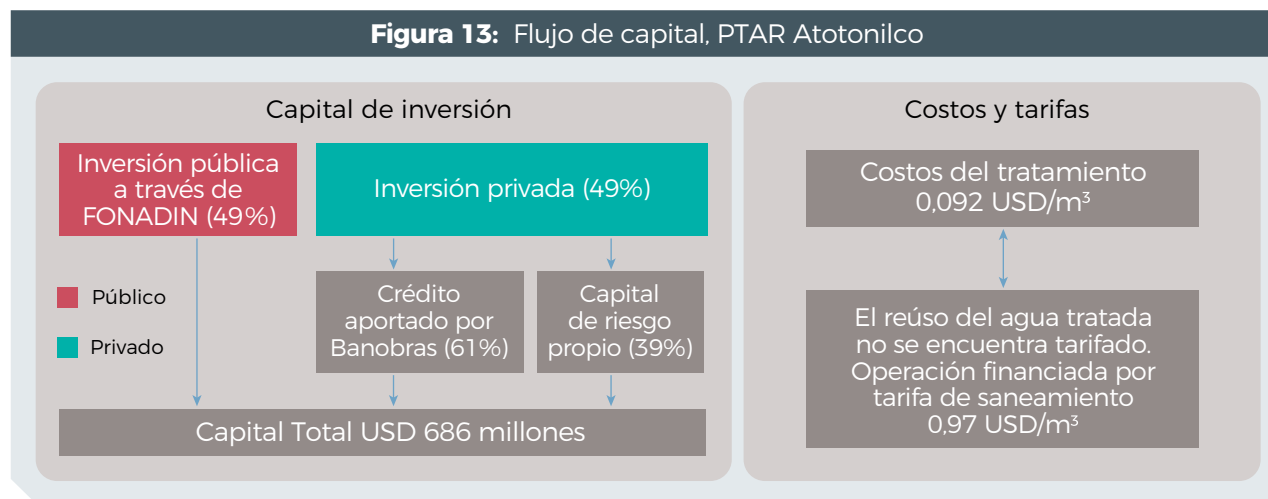 Figura 13: Flujo de capital, PTAR Atotonilco
Capital de inversión
Inversión pública
a través de
FONADIN (49%)
Inversión privada (49%)
Público
Privado
Crédito
aportado por
Banobras (61%)
Capital
de riesgo
propio (39%)
Capital Total USD 686 millones
Costos y tarifas
Costos del tratamiento
0,092 USD/m³
El reúso del agua tratada
no se encuentra tarifado.
Operación financiada por
tarifa de saneamiento
0,97 USD/m³